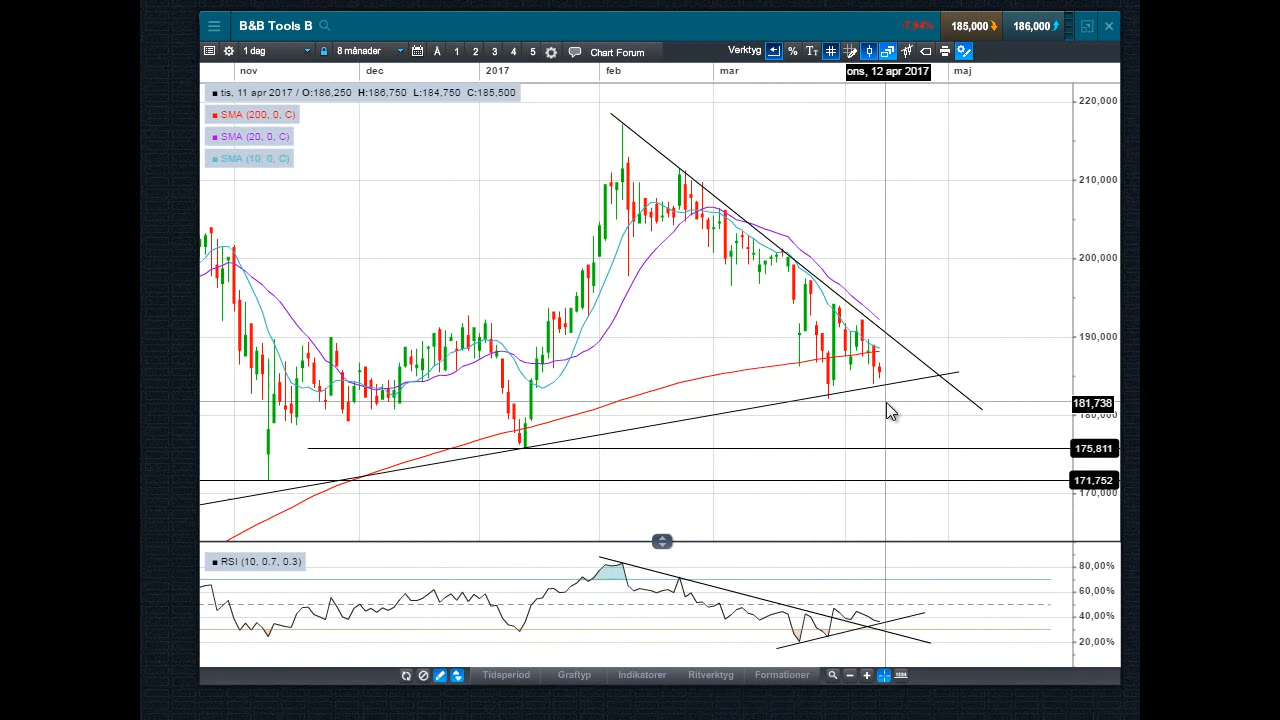 B&B Tools B
-7.94%
185,000
186,000
1 dag
8 måneder
A 1 2 3 4 5
Chart Forum
Verktyg
%
nov dec 2017 feb mar ons, 12 apr 2017 maj
tis, 11 apr 2017 / O:186,250 H:186,750 L:184,750 C:185,500
SMA (200, 0, C)
SMA (20, 0, C)
SMA (10, 0, C)
220,000
210,000
200,000
190,000
181,738
180,000
175,811
171,752
170,000
RSI (10, 0.7, 0.3)
80,00%
60,00%
40,00%
20,00%
Tidsperiod Graftyp Indikatorer Ritverktyg Formationer